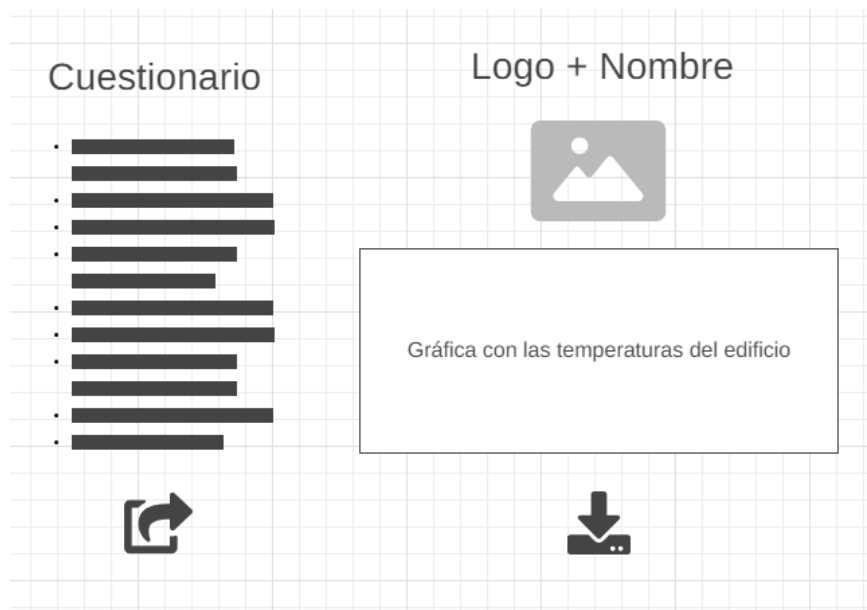 Cuestionario
Logo + Nombre
Gráfica con las temperaturas del edificio